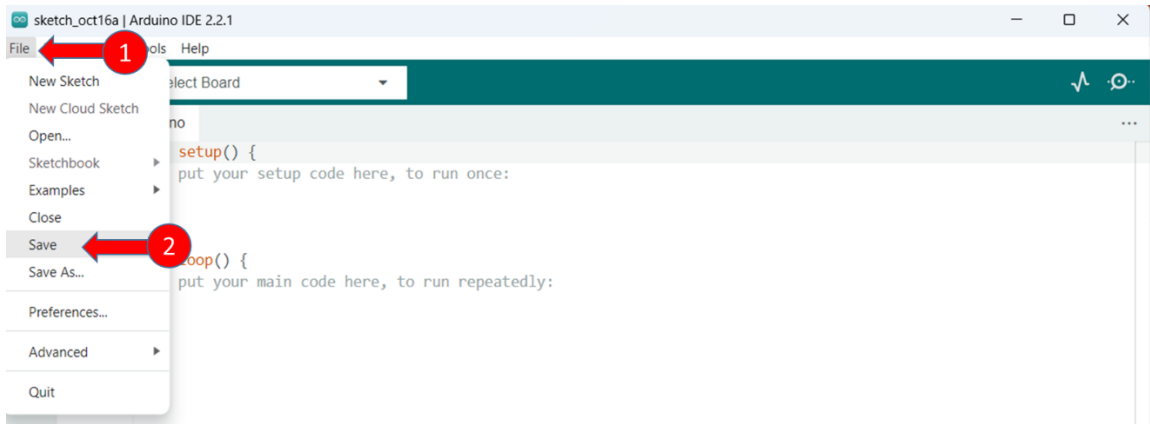 sketch_oct16a | Arduino IDE 2.2.1
File 1 ools Help
New Sketch
elect Board
New Cloud Sketch
no
Open...
setup() {
Sketchbook
put your setup code here, to run once:
Examples
Close
Save 2
loop() {
Save As...
put your main code here, to run repeatedly:
Preferences...
Advanced
Quit